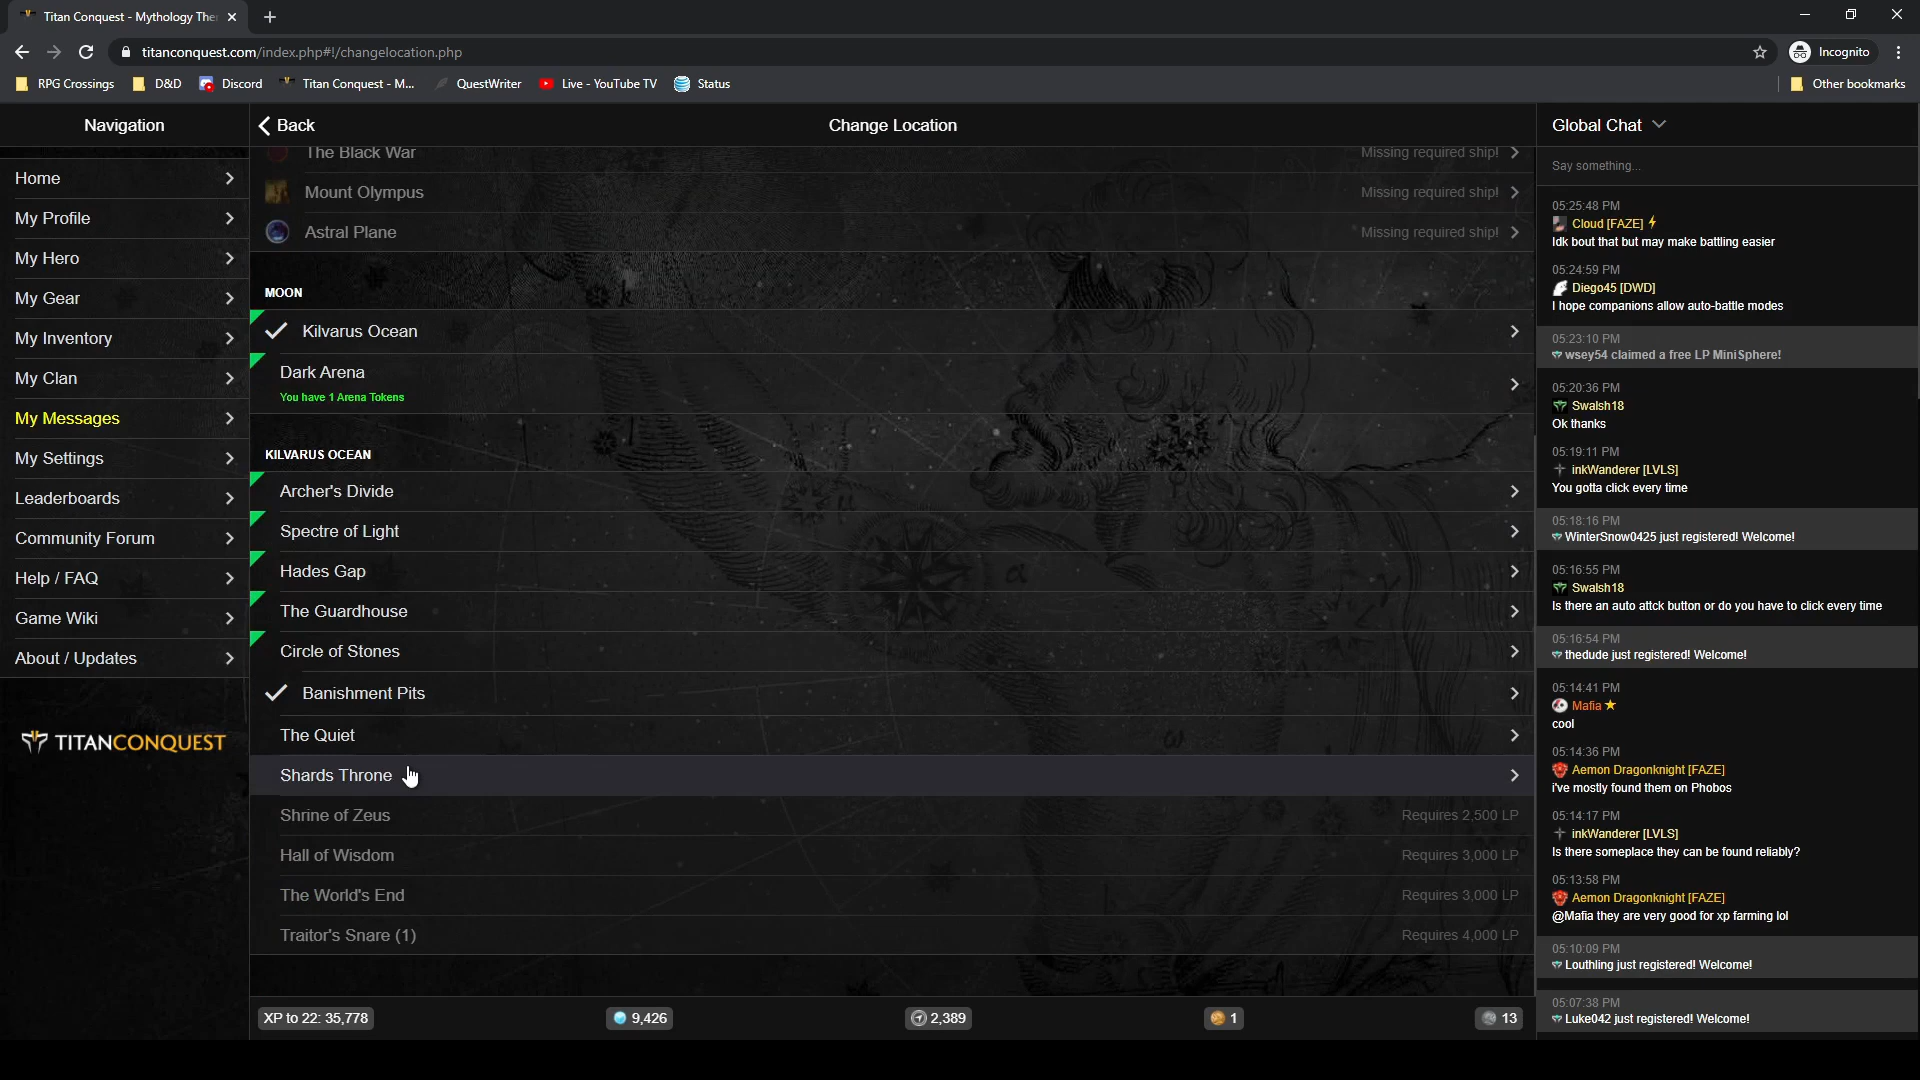 Titan Conquest - Mythology The
titanconquest.com/index.php#!/changelocation.php
Incognito
RPG Crossings
D&D
Discord
Titan Conquest - M...
QuestWriter
Live - YouTube TV
Status
Other bookmarks
Navigation
Back
Change Location
Global Chat
Home
My Profile
My Hero
My Gear
My Inventory
My Clan
My Messages
My Settings
Leaderboards
Community Forum
Help / FAQ
Game Wiki
About / Updates
TITANCONQUEST
The Black War
Missing required ship!
Mount Olympus
Missing required ship!
Astral Plane
Missing required ship!
MOON
Kilvarus Ocean
Dark Arena
You have 1 Arena Tokens
KILVARUS OCEAN
Archer's Divide
Spectre of Light
Hades Gap
The Guardhouse
Circle of Stones
Banishment Pits
The Quiet
Shards Throne
Shrine of Zeus
Requires 2,500 LP
Hall of Wisdom
Requires 3,000 LP
The World's End
Requires 3,000 LP
Traitor's Snare (1)
Requires 4,000 LP
XP to 22: 35,778
9,426
2,389
1
13
Say something...
05:25:48 PM
Cloud [FAZE]
Idk bout that but may make battling easier
05:24:59 PM
Diego45 [DWD]
I hope companions allow auto-battle modes
05:23:10 PM
wsey54 claimed a free LP MiniSphere!
05:20:36 PM
Swalsh18
Ok thanks
05:19:11 PM
inkWanderer [LVLS]
You gotta click every time
05:18:16 PM
WinterSnow0425 just registered! Welcome!
05:16:55 PM
Swalsh18
Is there an auto attck button or do you have to click every time
05:16:54 PM
thedude just registered! Welcome!
05:14:41 PM
Mafia
cool
05:14:36 PM
Aemon Dragonknight [FAZE]
i've mostly found them on Phobos
05:14:17 PM
inkWanderer [LVLS]
Is there someplace they can be found reliably?
05:13:58 PM
Aemon Dragonknight [FAZE]
@Mafia they are very good for xp farming lol
05:10:09 PM
Louthling just registered! Welcome!
05:07:38 PM
Luke042 just registered! Welcome!